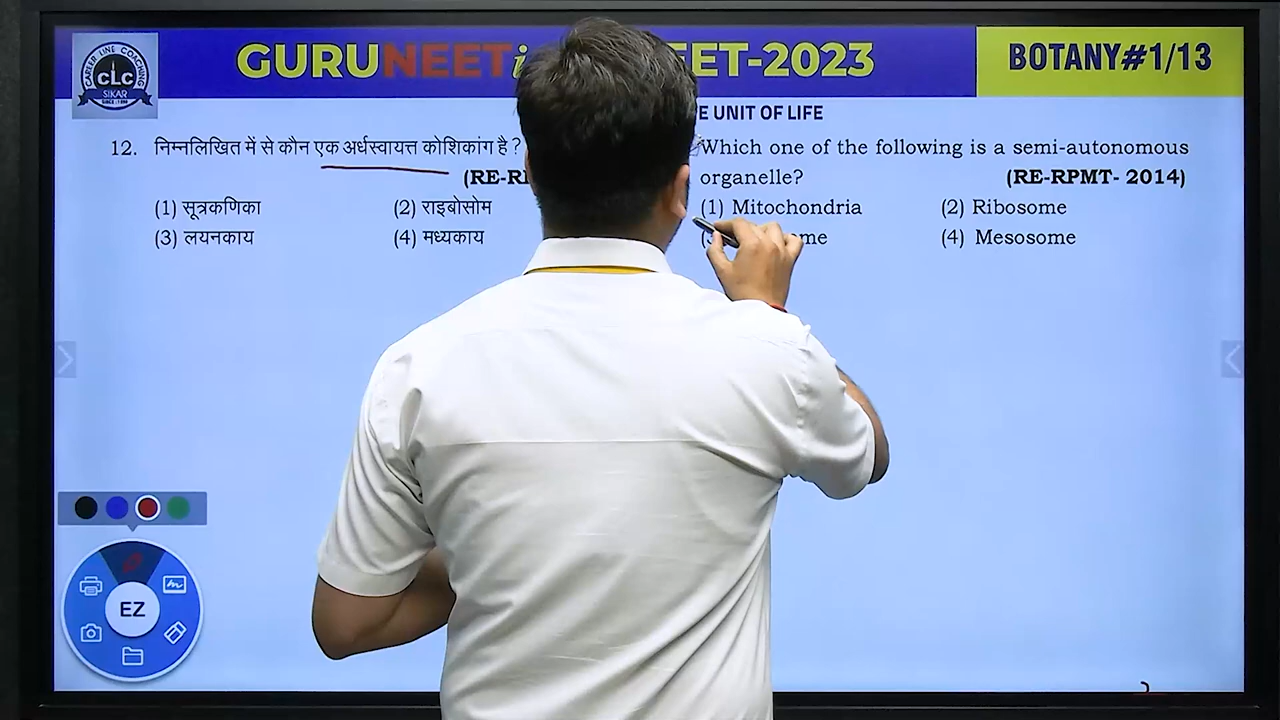 GURUNEET EET-2023
BOTANY#1/13
CAREER LINE COACHING
CLC
SIKAR
UNIT OF LIFE
12. निम्नलिखित में से कौन एक अर्धस्वायत्त कोशिकांग है ?
(1) सूत्रकणिका (2) राइबोसोम
(3) लयनकाय (4) मध्यकाय
Which one of the following is a semi-autonomous
organelle? (RE-RPMT- 2014)
(1) Mitochondria (2) Ribosome
(4) Mesosome
EZ